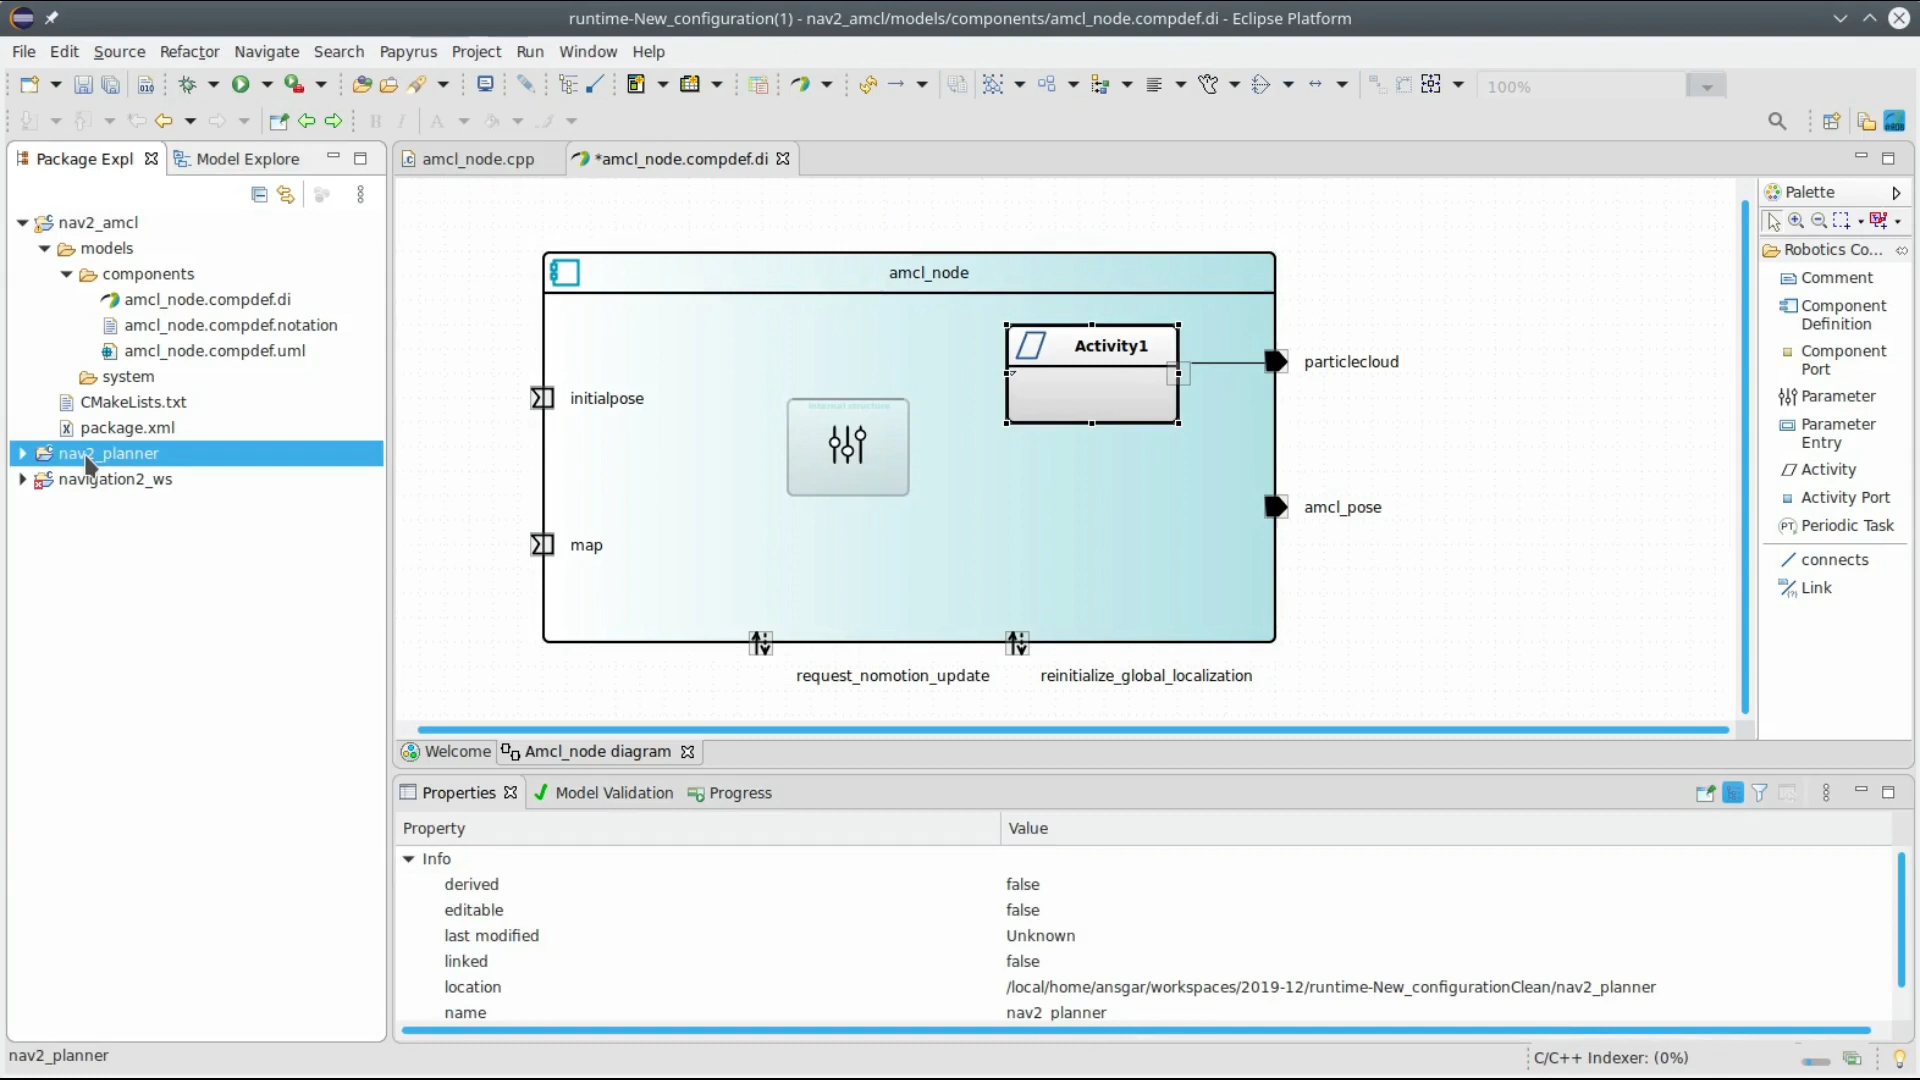 runtime-New_configuration(1) - nav2_amcl/models/components/amcl_node.compdef.di - Eclipse Platform
File Edit Source Refactor Navigate Search Papyrus Project Run Window Help
100%
Package Expl
Model Explore
amcl_node.cpp
*amcl_node.compdef.di
nav2_amcl
models
components
amcl_node.compdef.di
amcl_node.compdef.notation
amcl_node.compdef.uml
system
CMakeLists.txt
package.xml
nav2_planner
navigation2_ws
amcl_node
Activity1
particlecloud
initialpose
internal structure
amcl_pose
map
request_nomotion_update
reinitialize_global_localization
Palette
Robotics Co...
Comment
Component
Definition
Component
Port
Parameter
Parameter
Entry
Activity
Activity Port
Periodic Task
connects
Link
Welcome
Amcl_node diagram
Properties
Model Validation
Progress
Property Value
Info
derived false
editable false
last modified Unknown
linked false
location /local/home/ansgar/workspaces/2019-12/runtime-New_configurationClean/nav2_planner
name nav2_planner
nav2_planner
C/C++ Indexer: (0%)